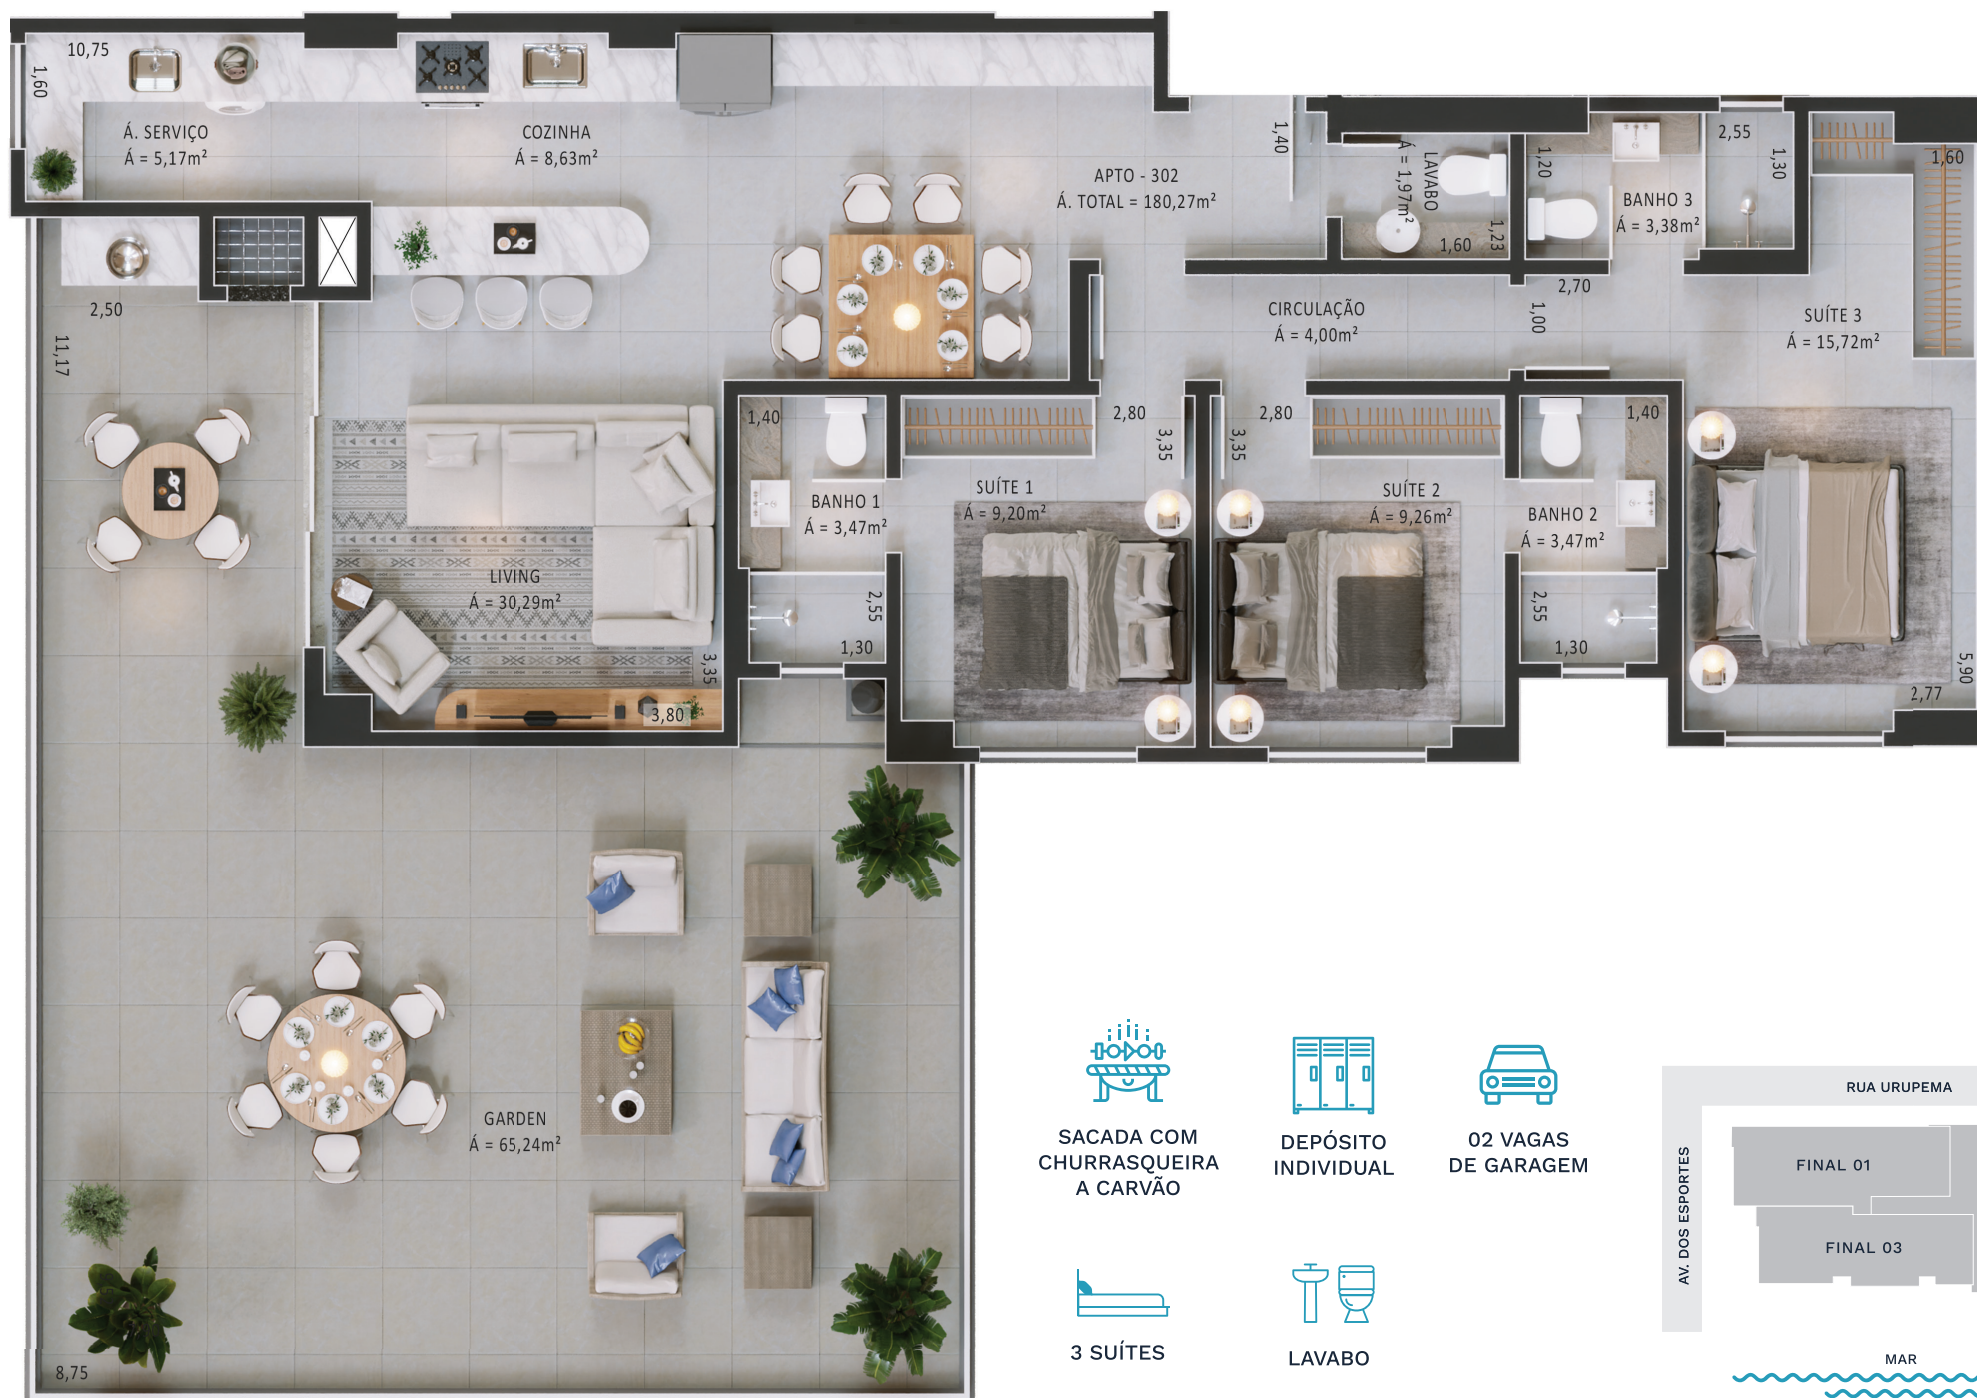 10,75
1,60
Á. SERVIÇO
Á = 5,17m²
COZINHA
Á = 8,63m²
APTO - 302
Á. TOTAL = 180,27m²
1,40
LAVABO
Á = 1,97m²
1,60
1,23
1,20
BANHO 3
Á = 3,38m²
2,55
1,30
1,60
2,50
11,17
CIRCULAÇÃO
Á = 4,00m²
2,70
1,00
SUÍTE 3
Á = 15,72m²
1,40
BANHO 1
Á = 3,47m²
2,55
1,30
2,80
3,35
SUÍTE 1
Á = 9,20m²
2,80
3,35
SUÍTE 2
Á = 9,26m²
1,40
BANHO 2
Á = 3,47m²
2,55
1,30
5,90
2,77
LIVING
Á = 30,29m²
3,35
3,80
GARDEN
Á = 65,24m²
8,75
SACADA COM
CHURRASQUEIRA
A CARVÃO
DEPÓSITO
INDIVIDUAL
02 VAGAS
DE GARAGEM
3 SUÍTES
LAVABO
RUA URUPEMA
AV. DOS ESPORTES
FINAL 01
FINAL 03
MAR